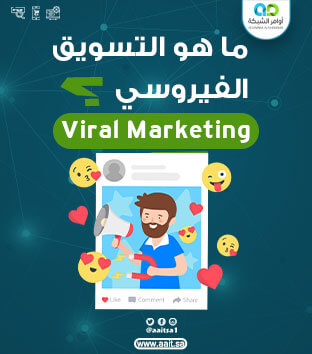 أوامر الشبكة
ما هو التسويق
الفيروسي ؟
Viral Marketing
Like Comment Share
@aaitsa1
www.aait.sa